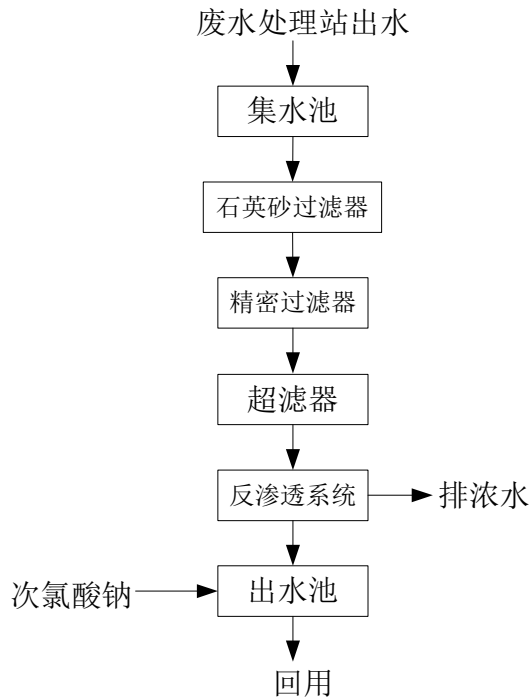 废水处理站出水
集水池
石英砂过滤器
精密过滤器
超滤器
反渗透系统
排浓水
次氯酸钠
出水池
回用